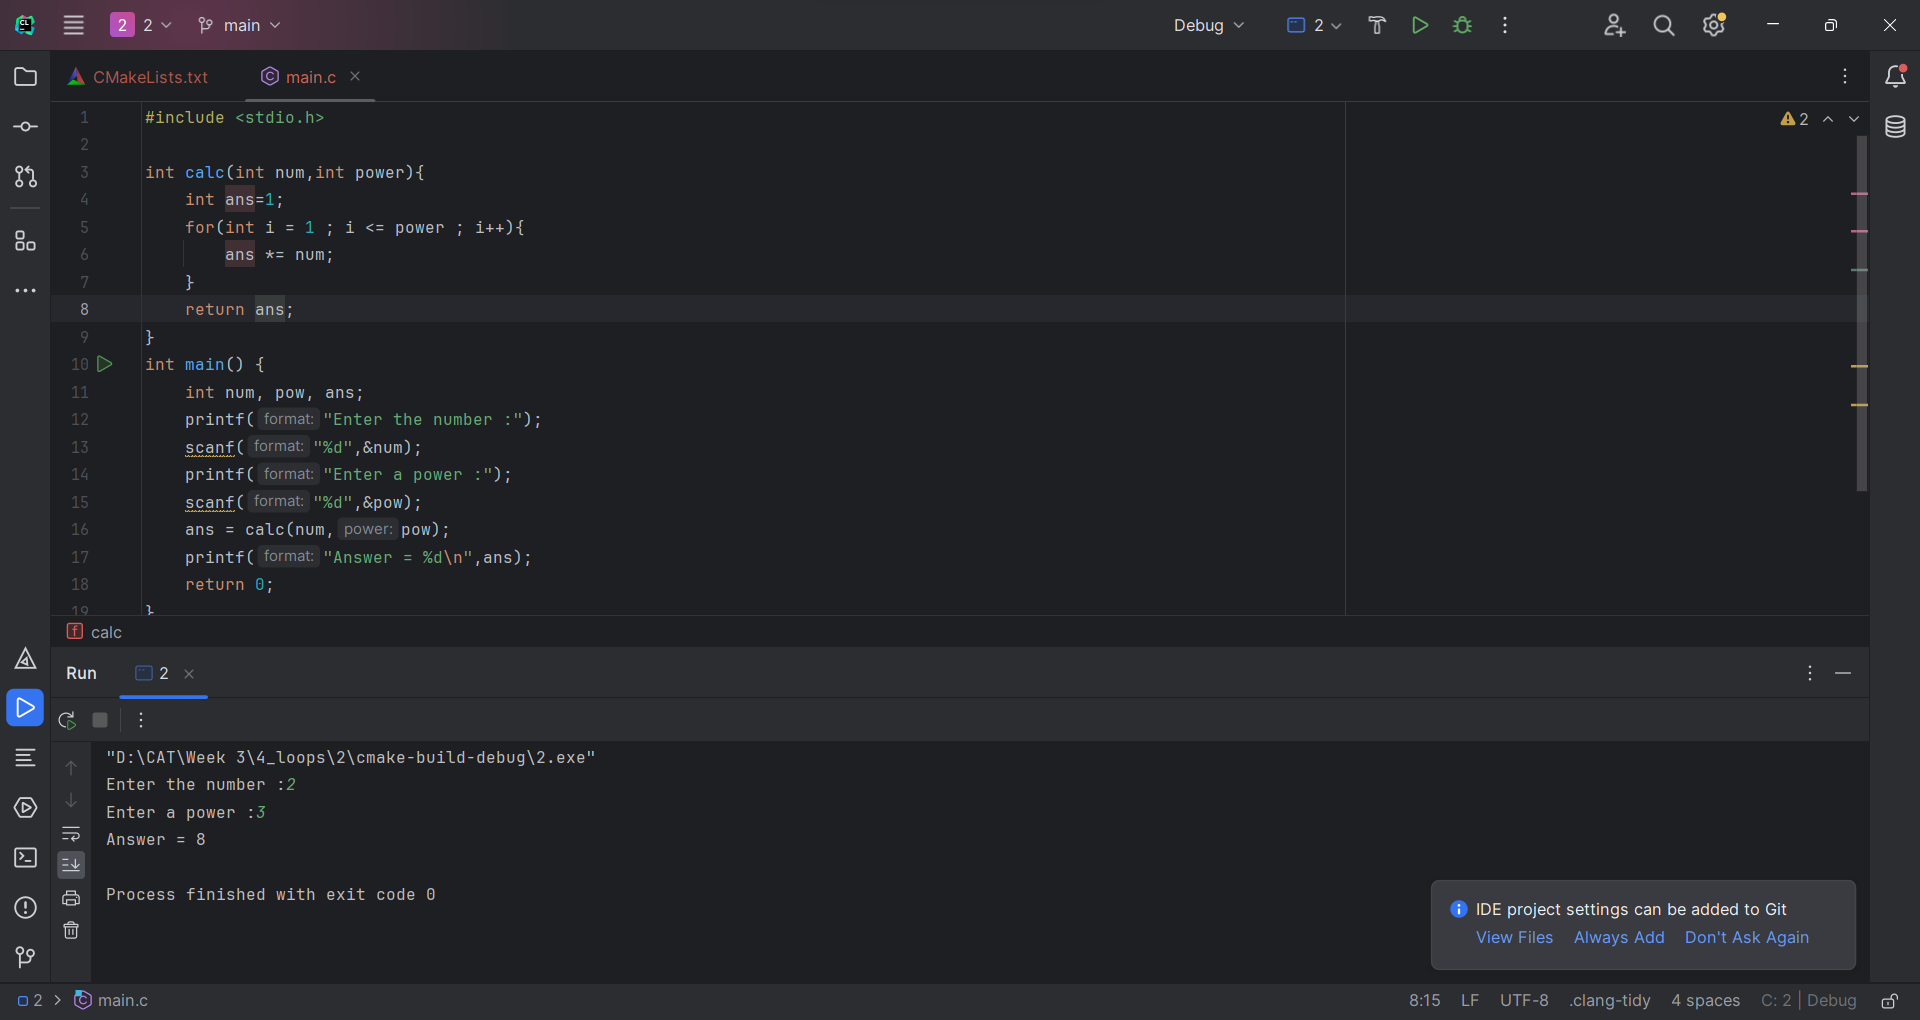 CL 2 2 main Debug 2
CMakeLists.txt C main.c
1 #include <stdio.h> 2
2
3 int calc(int num,int power){
4 int ans=1;
5 for(int i = 1 ; i <= power ; i++){
6 ans *= num;
7 }
8 return ans;
9 }
10 int main() {
11 int num, pow, ans;
12 printf( format: "Enter the number :");
13 scanf( format: "%d",&num);
14 printf( format: "Enter a power :");
15 scanf( format: "%d",&pow);
16 ans = calc(num, power: pow);
17 printf( format: "Answer = %d\n",ans);
18 return 0;
19 }
f calc
Run 2
"D:\CAT\Week 3\4_loops\2\cmake-build-debug\2.exe"
Enter the number :2
Enter a power :3
Answer = 8
Process finished with exit code 0
IDE project settings can be added to Git
View Files Always Add Don't Ask Again
2 > C main.c 8:15 LF UTF-8 .clang-tidy 4 spaces C: 2 | Debug